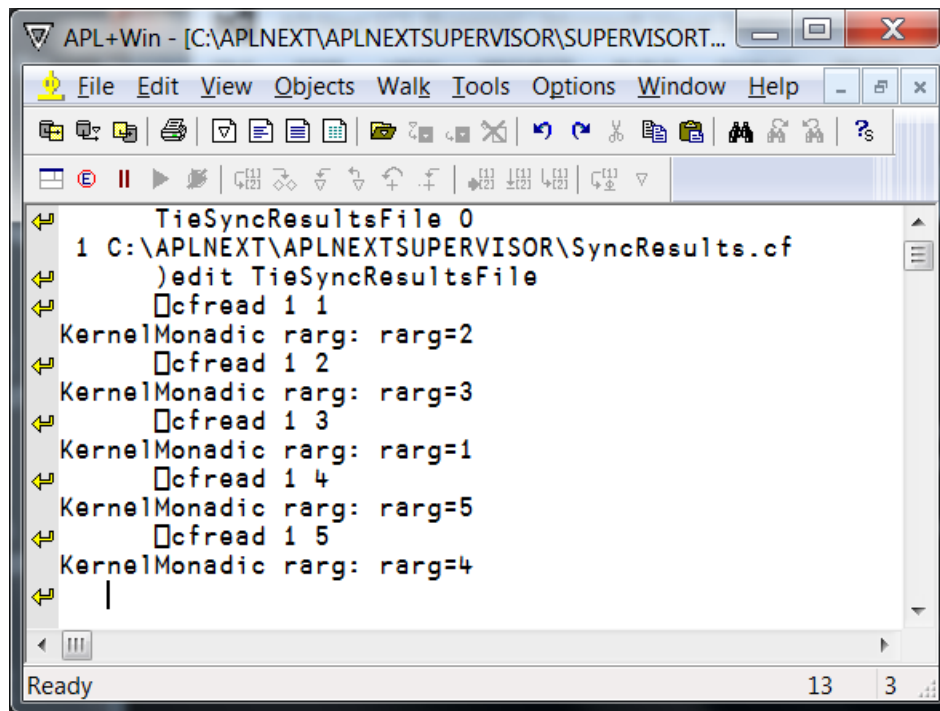 APL+Win - [C:\APLNEXT\APLNEXTSUPERVISOR\SUPERVISORT...
File Edit View Objects Walk Tools Options Window Help
TieSyncResultsFile 0
1 C:\APLNEXT\APLNEXTSUPERVISOR\SyncResults.cf
)edit TieSyncResultsFile
⎕cfread 1 1
KernelMonadic rarg: rarg=2
⎕cfread 1 2
KernelMonadic rarg: rarg=3
⎕cfread 1 3
KernelMonadic rarg: rarg=1
⎕cfread 1 4
KernelMonadic rarg: rarg=5
⎕cfread 1 5
KernelMonadic rarg: rarg=4
Ready 13 3